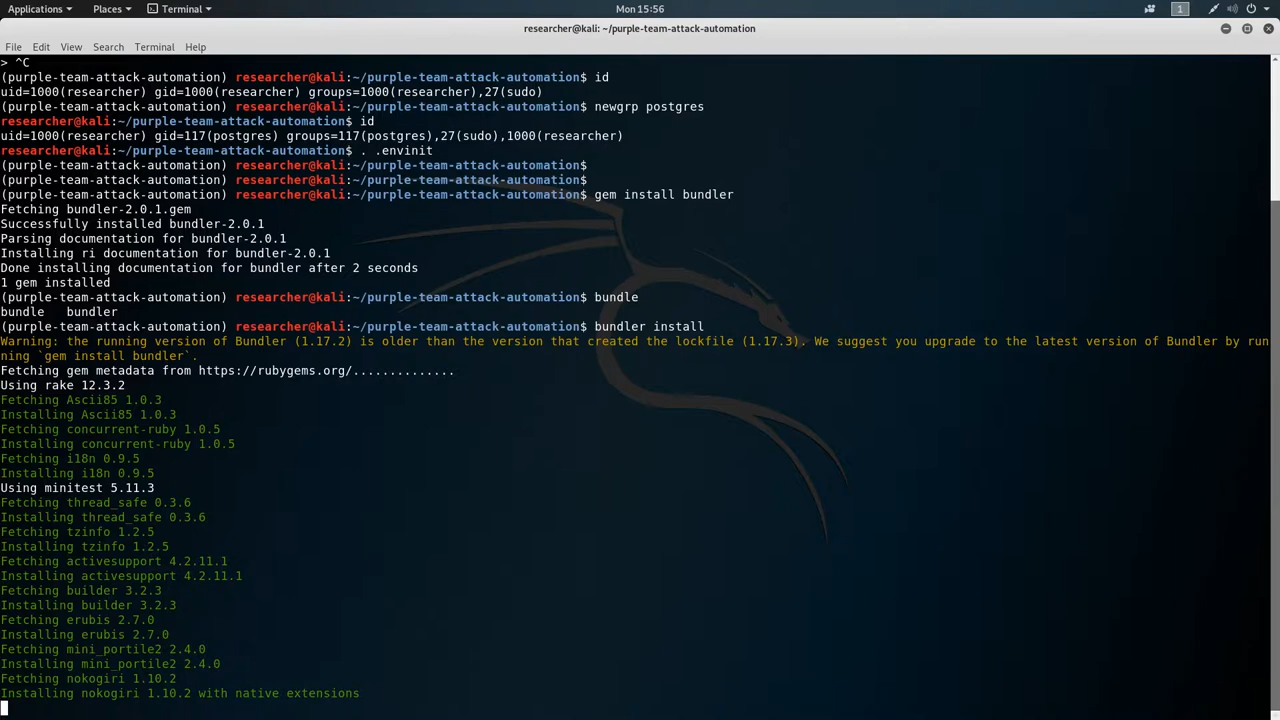 Applications Places Terminal Mon 15:56 1
researcher@kali: ~/purple-team-attack-automation
File Edit View Search Terminal Help
> ^C
(purple-team-attack-automation) researcher@kali:~/purple-team-attack-automation$ id
uid=1000(researcher) gid=1000(researcher) groups=1000(researcher),27(sudo)
(purple-team-attack-automation) researcher@kali:~/purple-team-attack-automation$ newgrp postgres
researcher@kali:~/purple-team-attack-automation$ id
uid=1000(researcher) gid=117(postgres) groups=117(postgres),27(sudo),1000(researcher)
researcher@kali:~/purple-team-attack-automation$ . .envinit
(purple-team-attack-automation) researcher@kali:~/purple-team-attack-automation$
(purple-team-attack-automation) researcher@kali:~/purple-team-attack-automation$
(purple-team-attack-automation) researcher@kali:~/purple-team-attack-automation$ gem install bundler
Fetching bundler-2.0.1.gem
Successfully installed bundler-2.0.1
Parsing documentation for bundler-2.0.1
Installing ri documentation for bundler-2.0.1
Done installing documentation for bundler after 2 seconds
1 gem installed
(purple-team-attack-automation) researcher@kali:~/purple-team-attack-automation$ bundle
bundle   bundler
(purple-team-attack-automation) researcher@kali:~/purple-team-attack-automation$ bundler install
Warning: the running version of Bundler (1.17.2) is older than the version that created the lockfile (1.17.3). We suggest you upgrade to the latest version of Bundler by run
ning `gem install bundler`.
Fetching gem metadata from https://rubygems.org/..............
Using rake 12.3.2
Fetching Ascii85 1.0.3
Installing Ascii85 1.0.3
Fetching concurrent-ruby 1.0.5
Installing concurrent-ruby 1.0.5
Fetching i18n 0.9.5
Installing i18n 0.9.5
Using minitest 5.11.3
Fetching thread_safe 0.3.6
Installing thread_safe 0.3.6
Fetching tzinfo 1.2.5
Installing tzinfo 1.2.5
Fetching activesupport 4.2.11.1
Installing activesupport 4.2.11.1
Fetching builder 3.2.3
Installing builder 3.2.3
Fetching erubis 2.7.0
Installing erubis 2.7.0
Fetching mini_portile2 2.4.0
Installing mini_portile2 2.4.0
Fetching nokogiri 1.10.2
Installing nokogiri 1.10.2 with native extensions